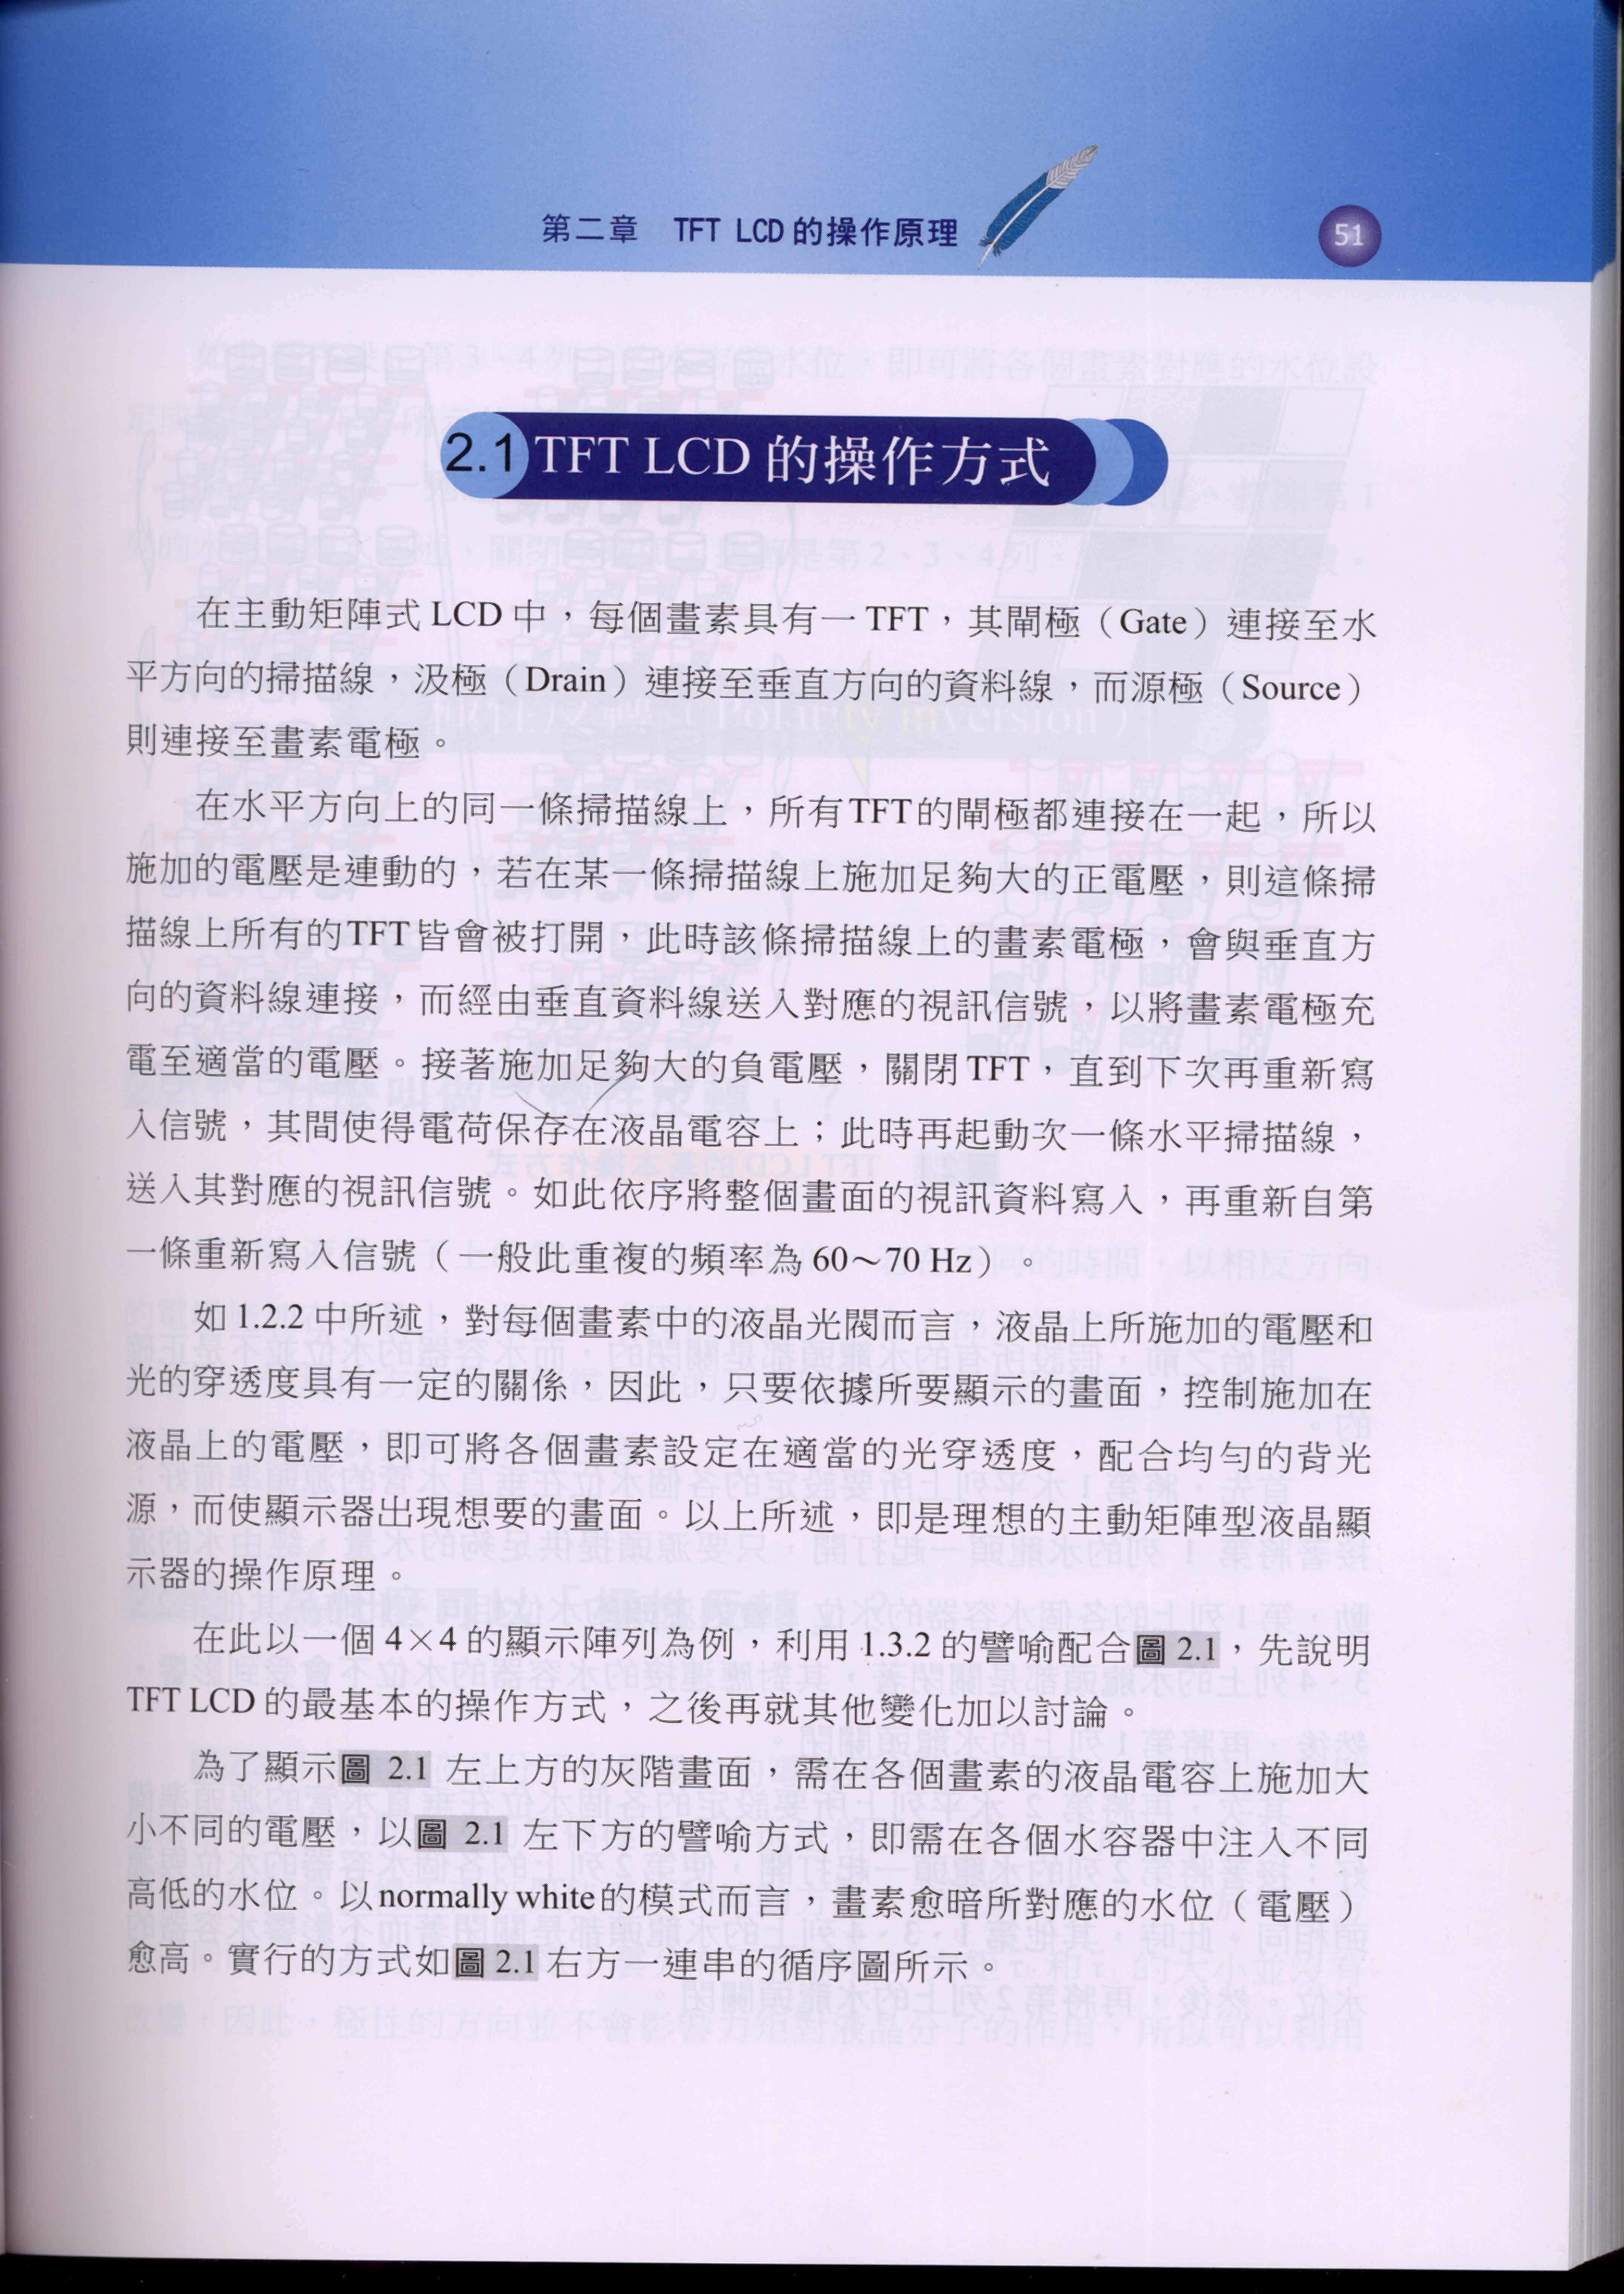 第二章 TFT LCD 的操作原理
51
2.1 TFT LCD 的操作方式
在主動矩陣式 LCD 中，每個畫素具有一 TFT，其閘極（Gate）連接至水
平方向的掃描線，汲極（Drain）連接至垂直方向的資料線，而源極（Source）
則連接至畫素電極。
在水平方向上的同一條掃描線上，所有TFT的閘極都連接在一起，所以
施加的電壓是連動的，若在某一條掃描線上施加足夠大的正電壓，則這條掃
描線上所有的TFT皆會被打開，此時該條掃描線上的畫素電極，會與垂直方
向的資料線連接，而經由垂直資料線送入對應的視訊信號，以將畫素電極充
電至適當的電壓。接著施加足夠大的負電壓，關閉TFT，直到下次再重新寫
入信號，其間使得電荷保存在液晶電容上；此時再起動次一條水平掃描線，
送入其對應的視訊信號。如此依序將整個畫面的視訊資料寫入，再重新自第
一條重新寫入信號（一般此重複的頻率為 60～70 Hz）。
如 1.2.2 中所述，對每個畫素中的液晶光閥而言，液晶上所施加的電壓和
光的穿透度具有一定的關係，因此，只要依據所要顯示的畫面，控制施加在
液晶上的電壓，即可將各個畫素設定在適當的光穿透度，配合均勻的背光
源，而使顯示器出現想要的畫面。以上所述，即是理想的主動矩陣型液晶顯
示器的操作原理。
在此以一個 4×4 的顯示陣列為例，利用 1.3.2 的譬喻配合圖 2.1，先說明
TFT LCD 的最基本的操作方式，之後再就其他變化加以討論。
為了顯示圖 2.1 左上方的灰階畫面，需在各個畫素的液晶電容上施加大
小不同的電壓，以圖 2.1 左下方的譬喻方式，即需在各個水容器中注入不同
高低的水位。以normally white的模式而言，畫素愈暗所對應的水位（電壓）
愈高。實行的方式如圖 2.1 右方一連串的循序圖所示。